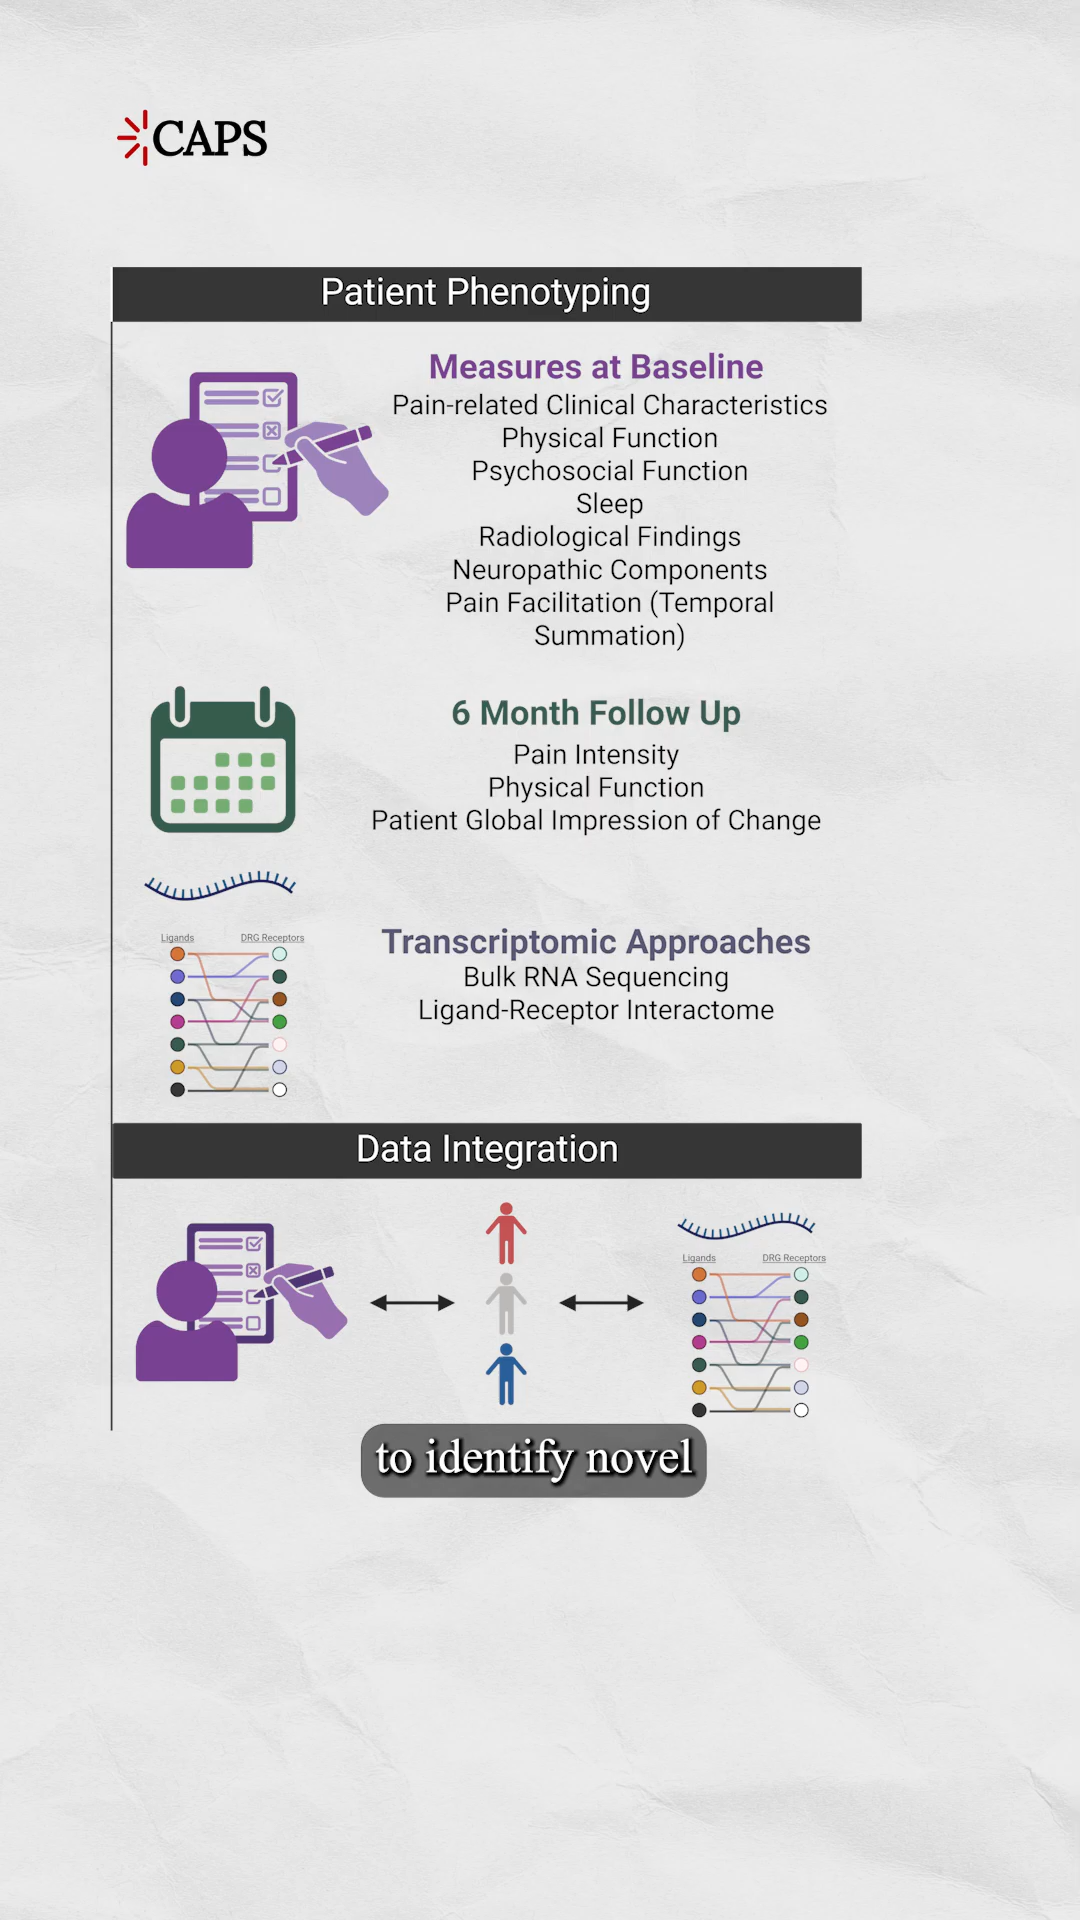 CAPS
Patient Phenotyping
Measures at Baseline
Pain-related Clinical Characteristics
Physical Function
Psychosocial Function
Sleep
Radiological Findings
Neuropathic Components
Pain Facilitation (Temporal
Summation)
6 Month Follow Up
Pain Intensity
Physical Function
Patient Global Impression of Change
Ligands DRG Receptors
Transcriptomic Approaches
Bulk RNA Sequencing
Ligand-Receptor Interactome
Data Integration
Ligands DRG Receptors
to identify novel